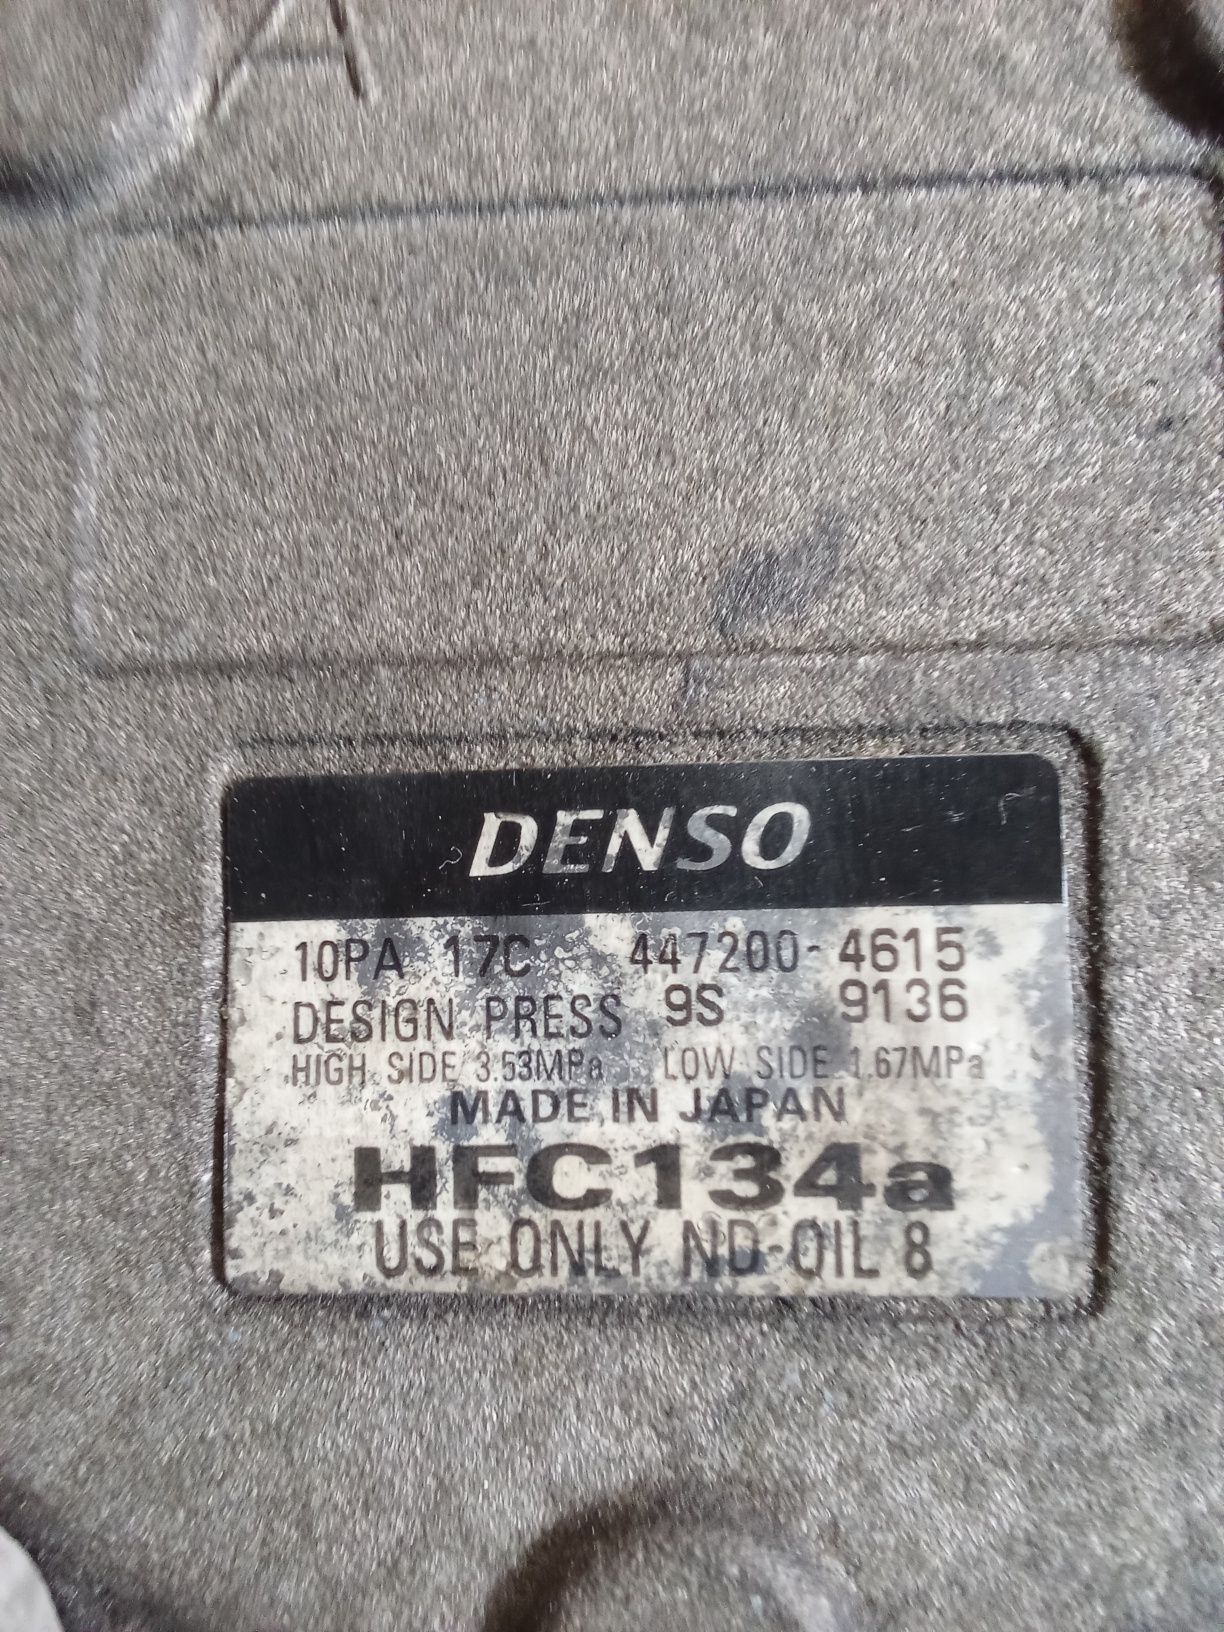 A
DENSO
10PA 17C 447200-4615
DESIGN PRESS 9S 9136
HIGH SIDE 3.53MPa LOW SIDE 1.67MPa
MADE IN JAPAN
HFC134a
USE ONLY ND-OIL 8